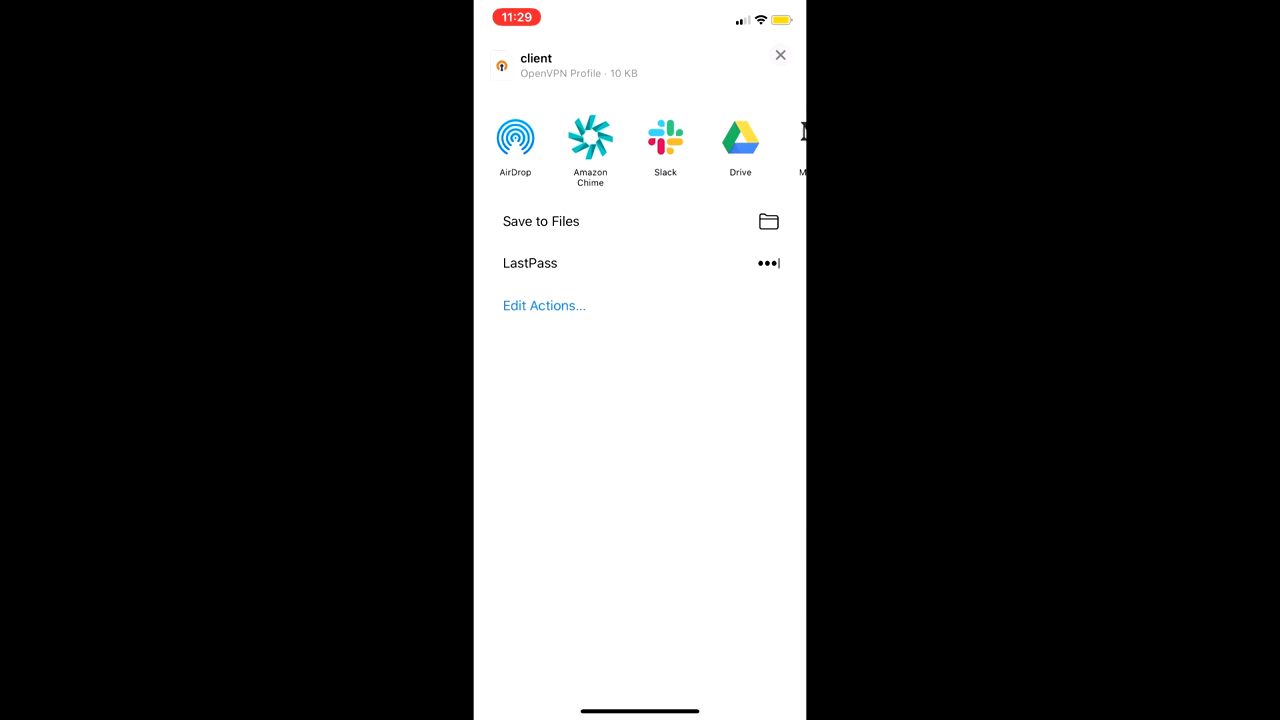 11:29
client
OpenVPN Profile · 10 KB
AirDrop
Amazon
Chime
Slack
Drive
M
Save to Files
LastPass
Edit Actions...